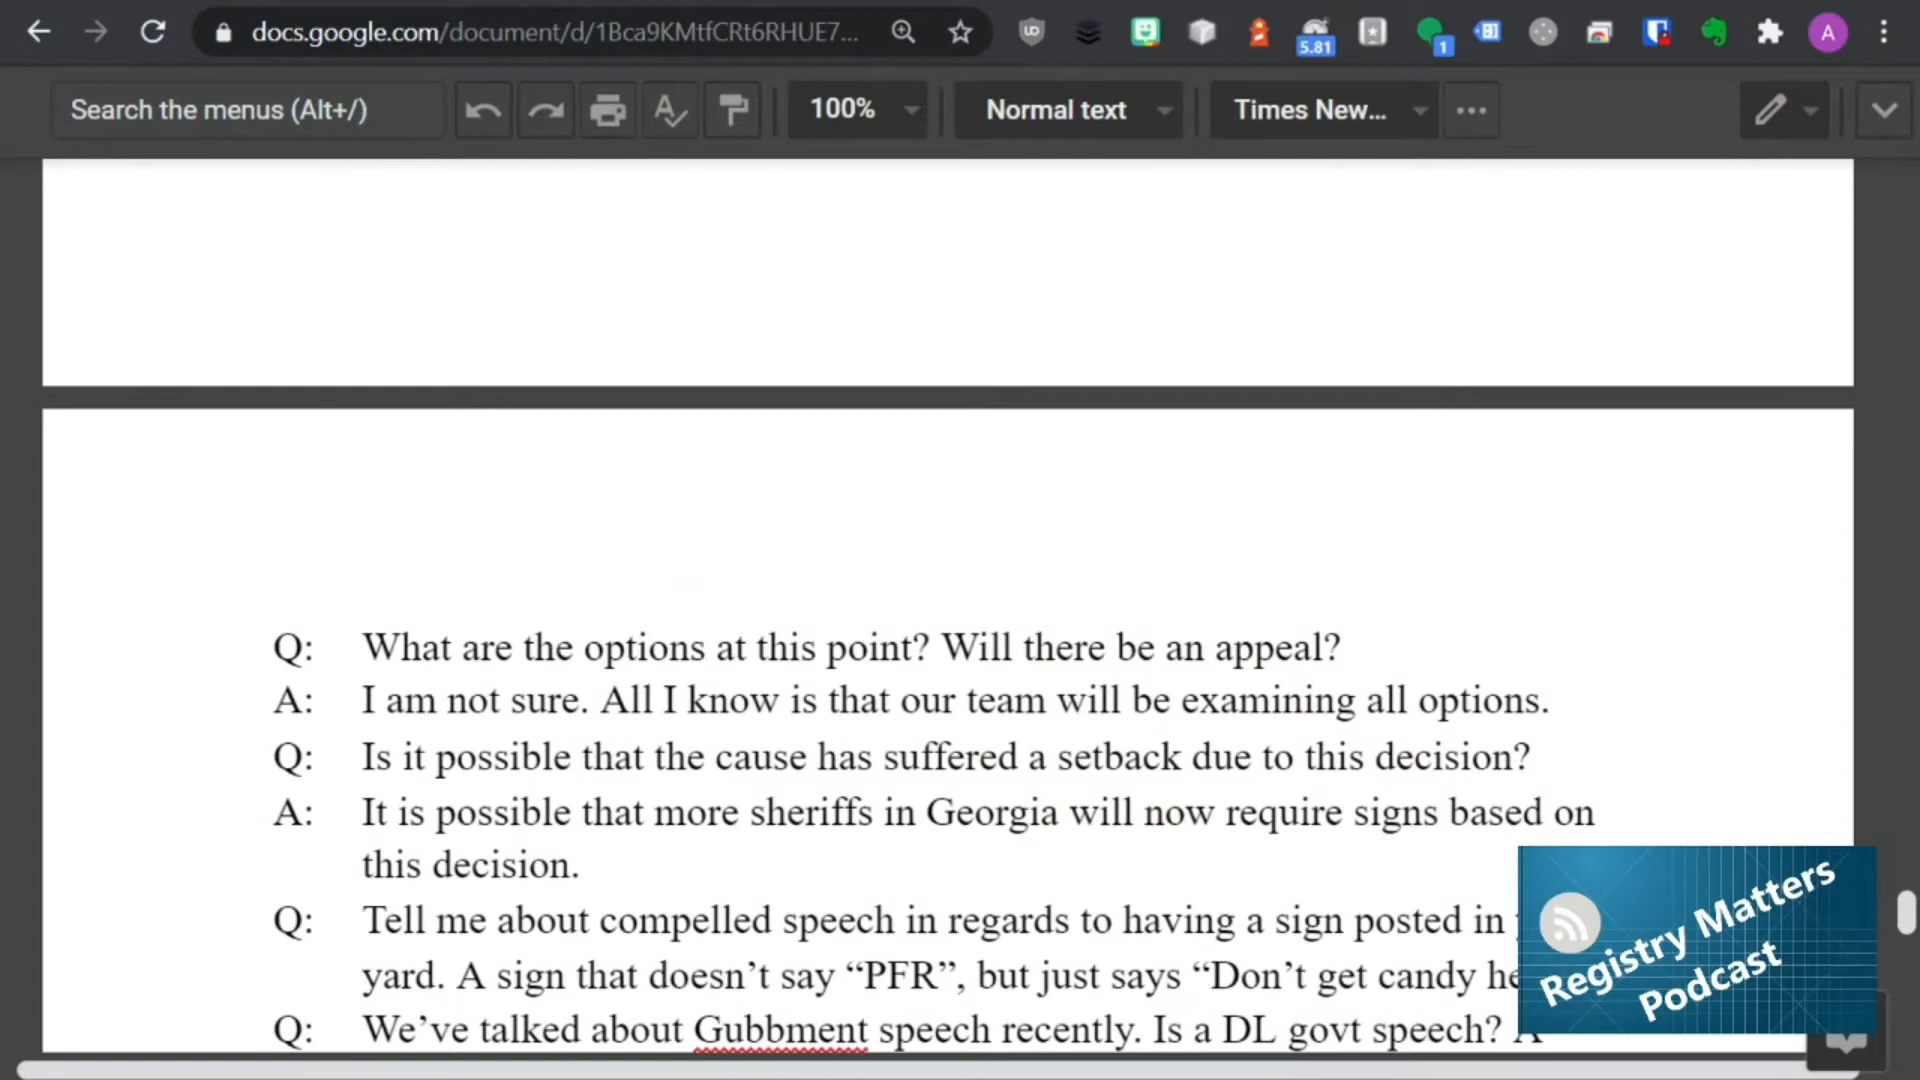 docs.google.com/document/d/1Bca9KMtfCRt6RHUE7...
5.81
1
A
Search the menus (Alt+/)
100%
Normal text
Times New...
Q: What are the options at this point? Will there be an appeal?
A: I am not sure. All I know is that our team will be examining all options.
Q: Is it possible that the cause has suffered a setback due to this decision?
A: It is possible that more sheriffs in Georgia will now require signs based on
this decision.
Q: Tell me about compelled speech in regards to having a sign posted in
yard. A sign that doesn’t say “PFR”, but just says “Don’t get candy
Q: We’ve talked about Gubbment speech recently. Is a DL govt speech? A
Registry Matters
Podcast